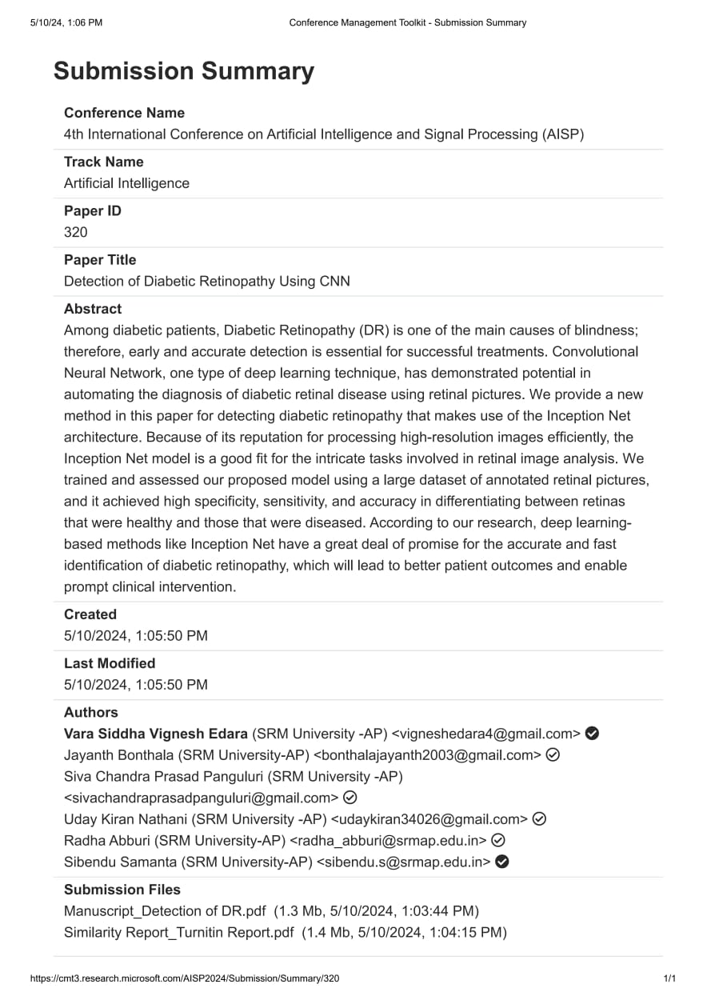 5/10/24, 1:06 PM
Conference Management Toolkit - Submission Summary
Submission Summary
Conference Name
4th International Conference on Artificial Intelligence and Signal Processing (AISP)
Track Name
Artificial Intelligence
Paper ID
320
Paper Title
Detection of Diabetic Retinopathy Using CNN
Abstract
Among diabetic patients, Diabetic Retinopathy (DR) is one of the main causes of blindness;
therefore, early and accurate detection is essential for successful treatments. Convolutional
Neural Network, one type of deep learning technique, has demonstrated potential in
automating the diagnosis of diabetic retinal disease using retinal pictures. We provide a new
method in this paper for detecting diabetic retinopathy that makes use of the Inception Net
architecture. Because of its reputation for processing high-resolution images efficiently, the
Inception Net model is a good fit for the intricate tasks involved in retinal image analysis. We
trained and assessed our proposed model using a large dataset of annotated retinal pictures,
and it achieved high specificity, sensitivity, and accuracy in differentiating between retinas
that were healthy and those that were diseased. According to our research, deep learning-
based methods like Inception Net have a great deal of promise for the accurate and fast
identification of diabetic retinopathy, which will lead to better patient outcomes and enable
prompt clinical intervention.
Created
5/10/2024, 1:05:50 PM
Last Modified
5/10/2024, 1:05:50 PM
Authors
Vara Siddha Vignesh Edara (SRM University -AP) <vigneshedara4@gmail.com>
Jayanth Bonthala (SRM University-AP) <bonthalajayanth2003@gmail.com>
Siva Chandra Prasad Panguluri (SRM University -AP)
<sivachandraprasadpanguluri@gmail.com>
Uday Kiran Nathani (SRM University -AP) <udaykiran34026@gmail.com>
Radha Abburi (SRM University-AP) <radha_abburi@srmap.edu.in>
Sibendu Samanta (SRM University-AP) <sibendu.s@srmap.edu.in>
Submission Files
Manuscript_Detection of DR.pdf (1.3 Mb, 5/10/2024, 1:03:44 PM)
Similarity Report_Turnitin Report.pdf (1.4 Mb, 5/10/2024, 1:04:15 PM)
https://cmt3.research.microsoft.com/AISP2024/Submission/Summary/320
1/1